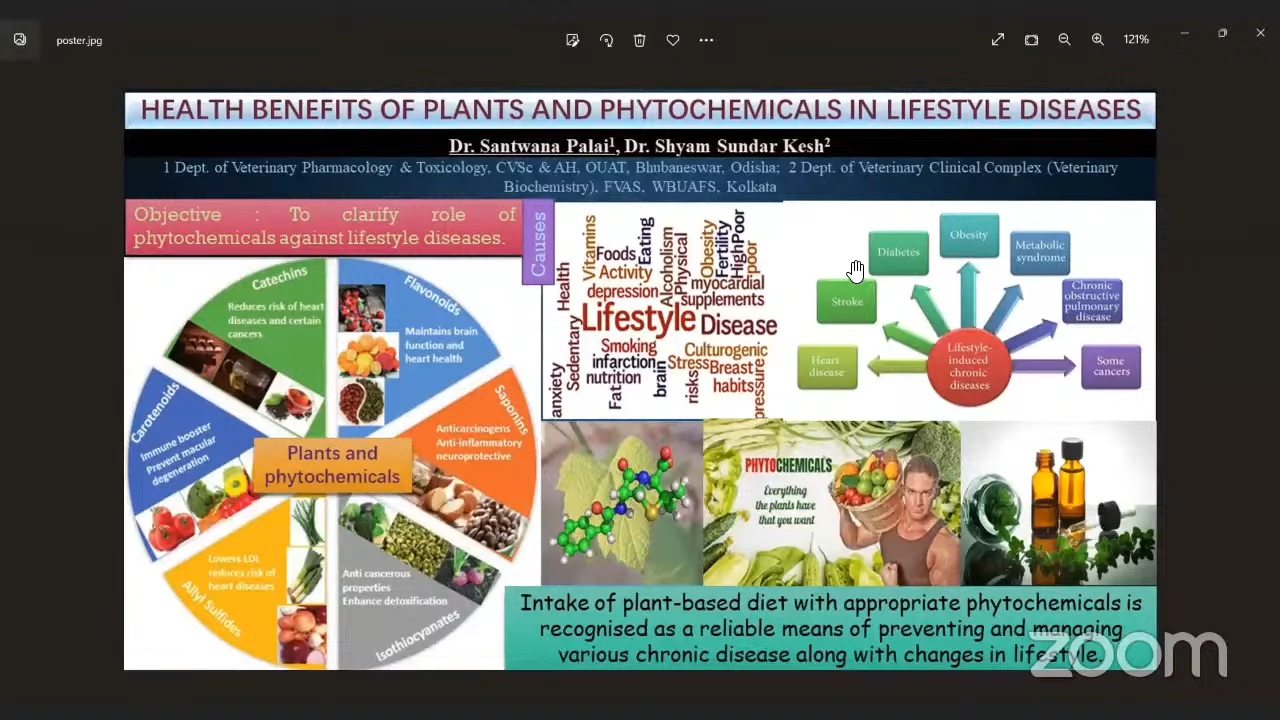 poster.jpg
121%
HEALTH BENEFITS OF PLANTS AND PHYTOCHEMICALS IN LIFESTYLE DISEASES
Dr. Santwana Palai1, Dr. Shyam Sundar Kesh2
1 Dept. of Veterinary Pharmacology & Toxicology, CVSc & AH, OUAT, Bhubaneswar, Odisha; 2 Dept. of Veterinary Clinical Complex (Veterinary
Biochemistry), FVAS, WBUAFS, Kolkata
Objective : To clarify role of
phytochemicals against lifestyle diseases.
Catechins
Reduces risk of heart
diseases and certain
cancers
Flavonoids
Maintains brain
function and
heart health
Carotenoids
Immune booster
Prevent macular
degeneration
Saponins
Anticarcinogens
Anti-inflammatory
neuroprotective
Plants and
phytochemicals
Lowess LDL
reduces risk of
heart diseases
Allyl Sulfides
Anti cancerous
properties
Enhance detoxification
Isothiocyanates
Causes
Health
Vitamins
Foods
Eating
Activity
depression
Alcoholism
Physical
Obesity
Fertility
High
Poor
poor
myocardial
supplements
Lifestyle
Disease
Sedentary
anxiety
Smoking
infarction
nutrition
Fat
brain
Culturogenic
Stress
Breast
risks
habits
pressure
Heart
disease
Stroke
Diabetes
Obesity
Metabolic
syndrome
Chronic
obstructive
pulmonary
disease
Some
cancers
Lifestyle-
induced
chronic
diseases
PHYTOCHEMICALS
Everything
the plants have
that you want
Intake of plant-based diet with appropriate phytochemicals is
recognised as a reliable means of preventing and managing
various chronic disease along with changes in lifestyle.
zoom